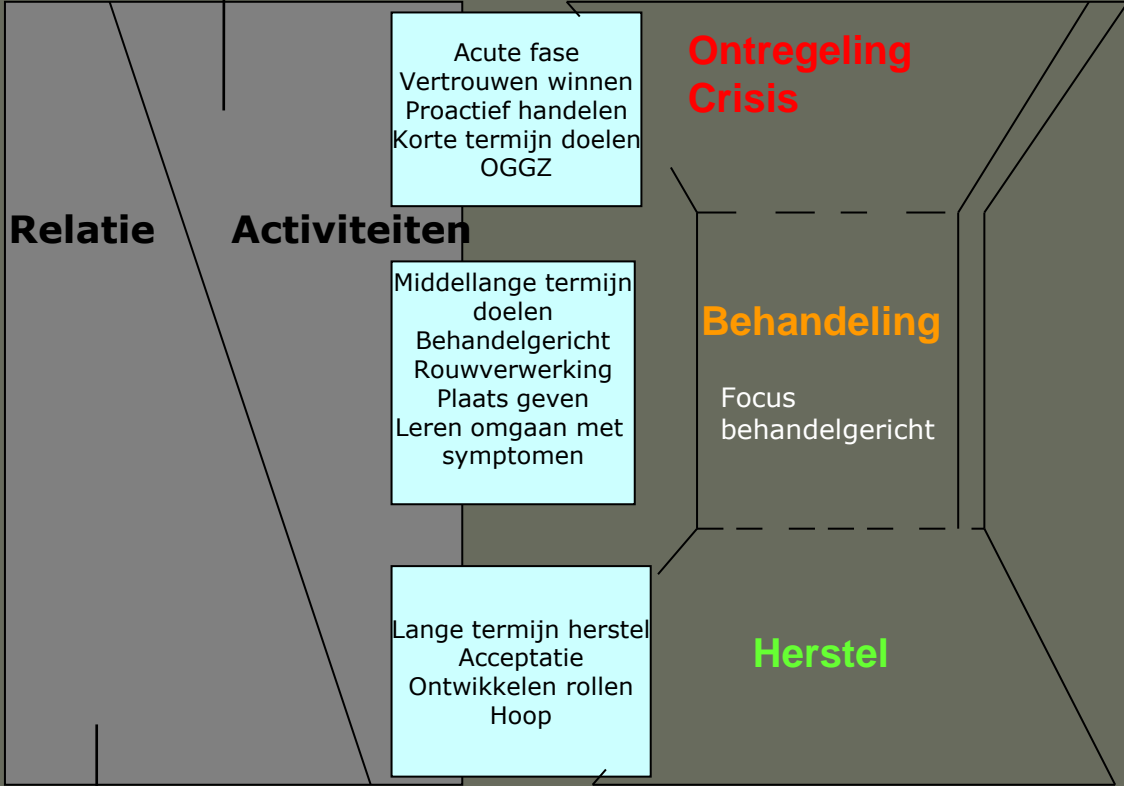 Acute fase
Vertrouwen winnen
Proactief handelen
Korte termijn doelen
OGGZ
Ontregeling
Crisis
Relatie
Activiteiten
Middellange termijn
doelen
Behandelgericht
Rouwverwerking
Plaats geven
Leren omgaan met
symptomen
Behandeling
Focus
behandelgericht
Lange termijn herstel
Acceptatie
Ontwikkelen rollen
Hoop
Herstel